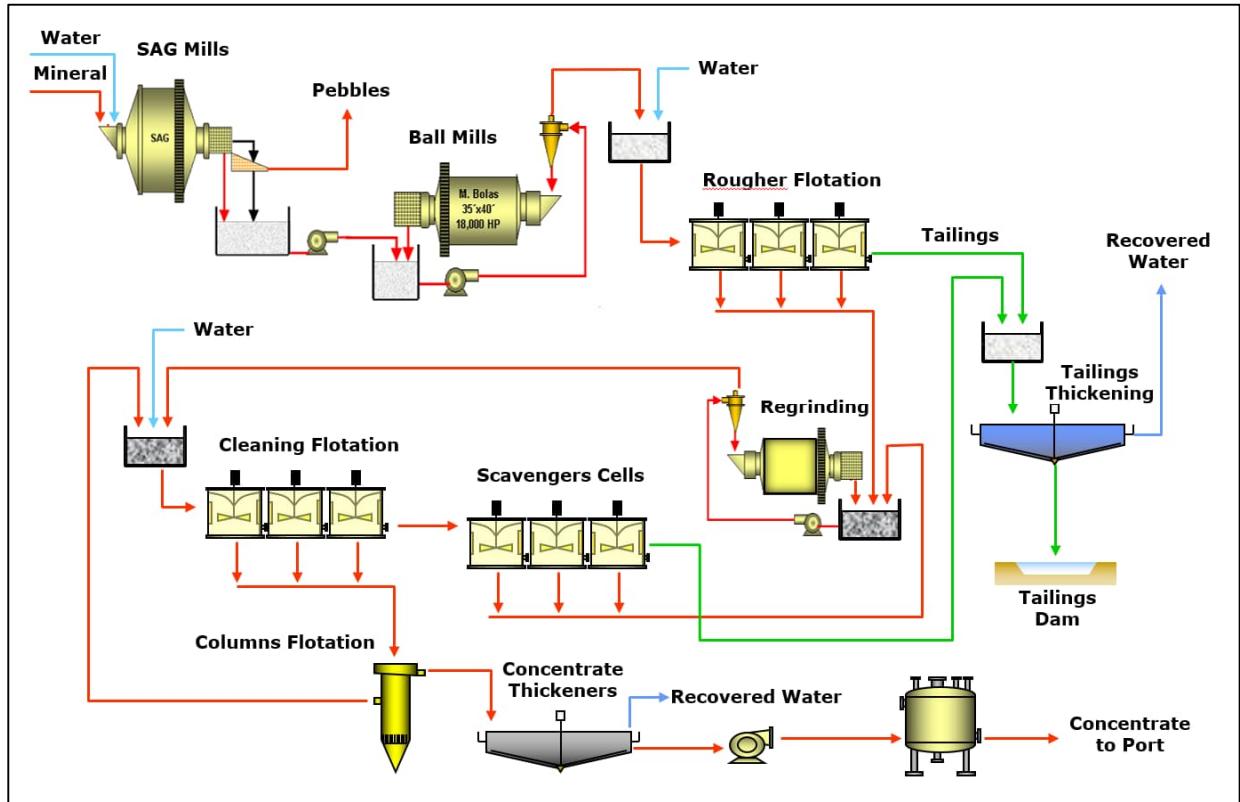 Water
SAG Mills
Mineral
Pebbles
SAG
Ball Mills
M. Bolas
35´x40´
18,000 HP
Water
Rougher Flotation
Tailings
Recovered
Water
Water
Tailings
Thickening
Regrinding
Cleaning Flotation
Scavengers Cells
Tailings
Dam
Columns Flotation
Concentrate
Thickeners
Recovered Water
Concentrate
to Port